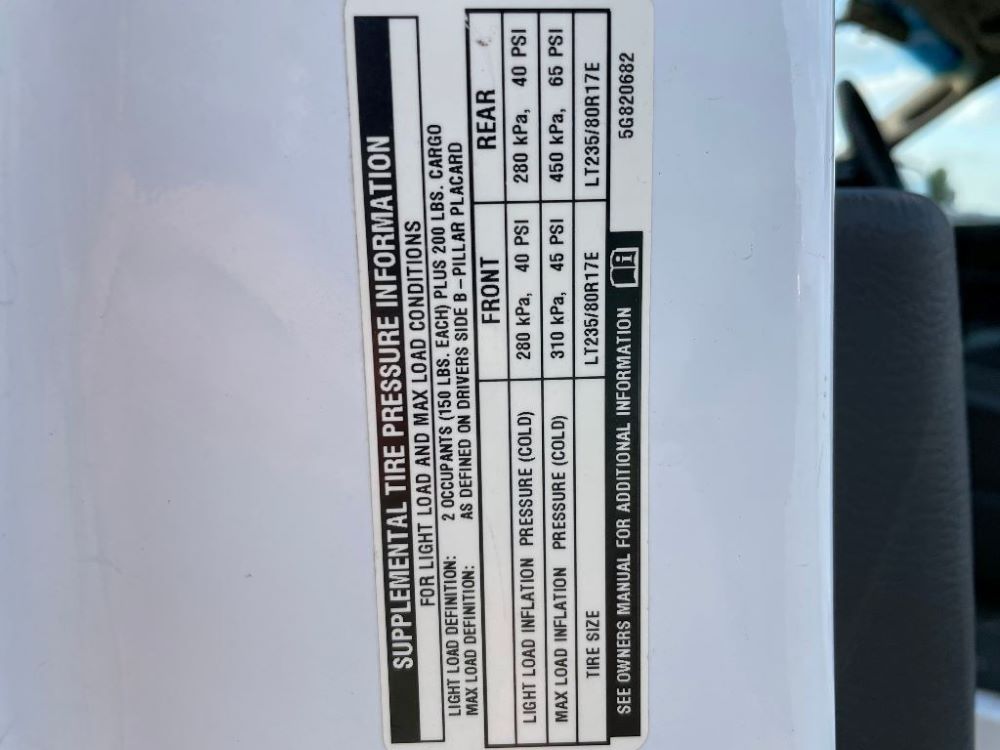 SUPPLEMENTAL TIRE PRESSURE INFORMATION
FOR LIGHT LOAD AND MAX LOAD CONDITIONS
LIGHT LOAD DEFINITION: 2 OCCUPANTS (150 LBS. EACH) PLUS 200 LBS. CARGO
MAX LOAD DEFINITION: AS DEFINED ON DRIVERS SIDE B–PILLAR PLACARD
FRONT REAR
LIGHT LOAD INFLATION PRESSURE (COLD) 280 kPa, 40 PSI 280 kPa, 40 PSI
MAX LOAD INFLATION PRESSURE (COLD) 310 kPa, 45 PSI 450 kPa, 65 PSI
TIRE SIZE LT235/80R17E LT235/80R17E
SEE OWNERS MANUAL FOR ADDITIONAL INFORMATION 5G820682